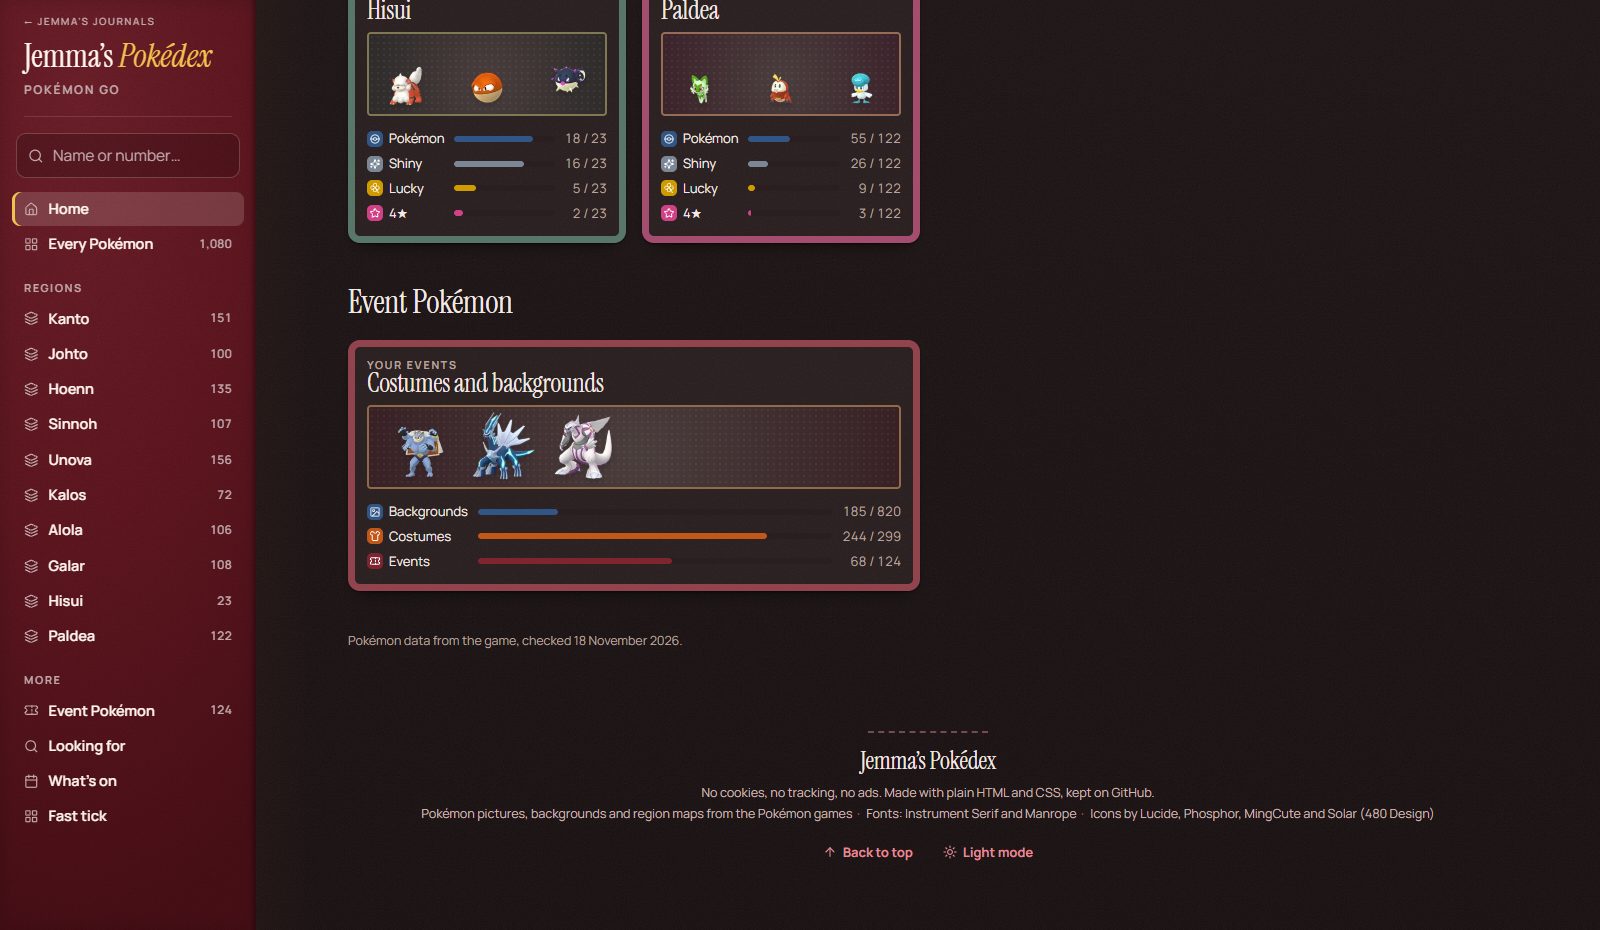 ← JEMMA'S JOURNALS
Jemma's Pokédex
POKÉMON GO
Name or number...
Home
Every Pokémon 1,080
REGIONS
Kanto 151
Johto 100
Hoenn 135
Sinnoh 107
Unova 156
Kalos 72
Alola 106
Galar 108
Hisui 23
Paldea 122
MORE
Event Pokémon 124
Looking for
What's on
Fast tick
Hisui
Pokémon 18 / 23
Shiny 16 / 23
Lucky 5 / 23
4★ 2 / 23
Paldea
Pokémon 55 / 122
Shiny 26 / 122
Lucky 9 / 122
4★ 3 / 122
Event Pokémon
YOUR EVENTS
Costumes and backgrounds
Backgrounds 185 / 820
Costumes 244 / 299
Events 68 / 124
Pokémon data from the game, checked 18 November 2026.
Jemma's Pokédex
No cookies, no tracking, no ads. Made with plain HTML and CSS, kept on GitHub.
Pokémon pictures, backgrounds and region maps from the Pokémon games · Fonts: Instrument Serif and Manrope · Icons by Lucide, Phosphor, MingCute and Solar (480 Design)
↑ Back to top
Light mode